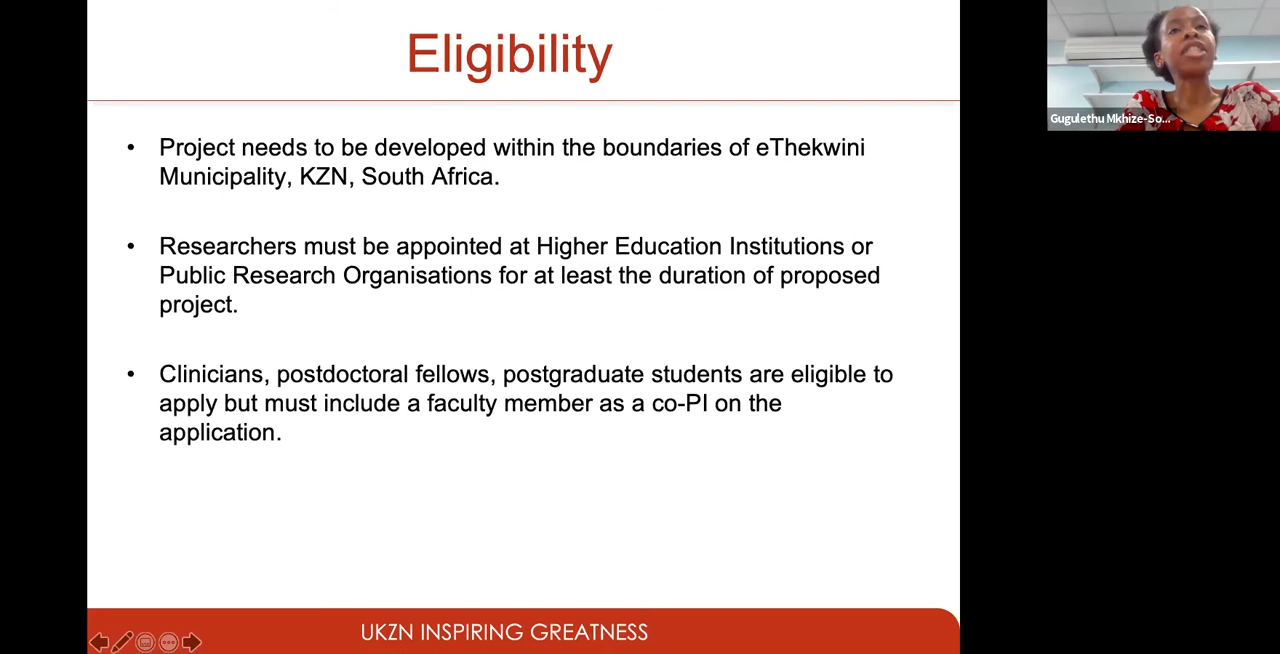 Eligibility
• Project needs to be developed within the boundaries of eThekwini
Municipality, KZN, South Africa.
• Researchers must be appointed at Higher Education Institutions or
Public Research Organisations for at least the duration of proposed
project.
• Clinicians, postdoctoral fellows, postgraduate students are eligible to
apply but must include a faculty member as a co-PI on the
application.
UKZN INSPIRING GREATNESS
Gugulethu Mkhize-So...